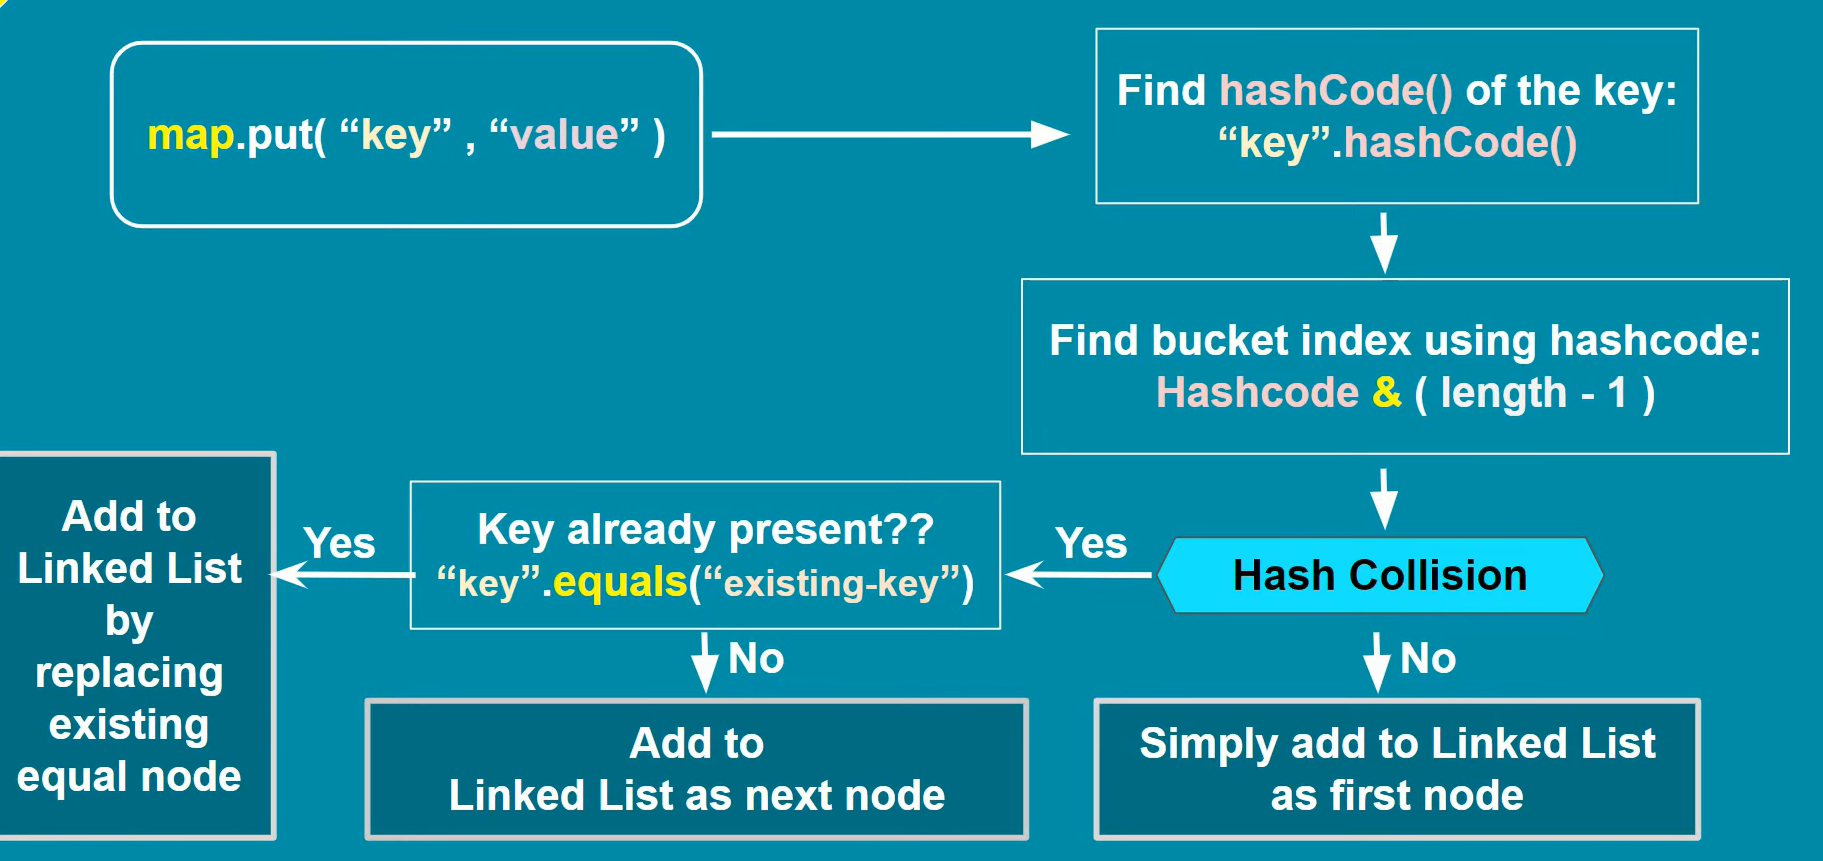 map.put( “key” , “value” )
Find hashCode() of the key:
“key”.hashCode()
Find bucket index using hashcode:
Hashcode & ( length - 1 )
Hash Collision
Yes
No
Key already present??
“key”.equals(“existing-key”)
Yes
No
Add to
Linked List
by
replacing
existing
equal node
Add to
Linked List as next node
Simply add to Linked List
as first node